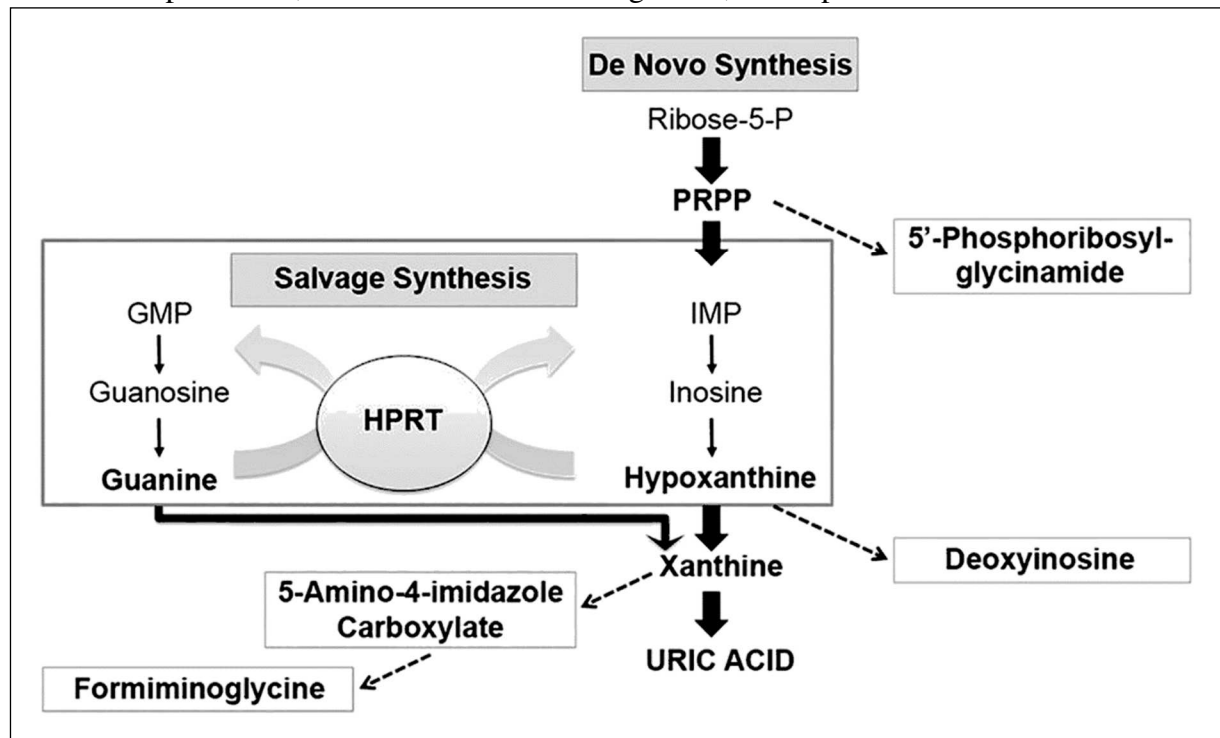 De Novo Synthesis
Ribose-5-P
PRPP
5’-Phosphoribosyl-
glycinamide
Salvage Synthesis
GMP
IMP
Guanosine
HPRT
Inosine
Guanine
Hypoxanthine
Xanthine
Deoxyinosine
5-Amino-4-imidazole
Carboxylate
URIC ACID
Formiminoglycine